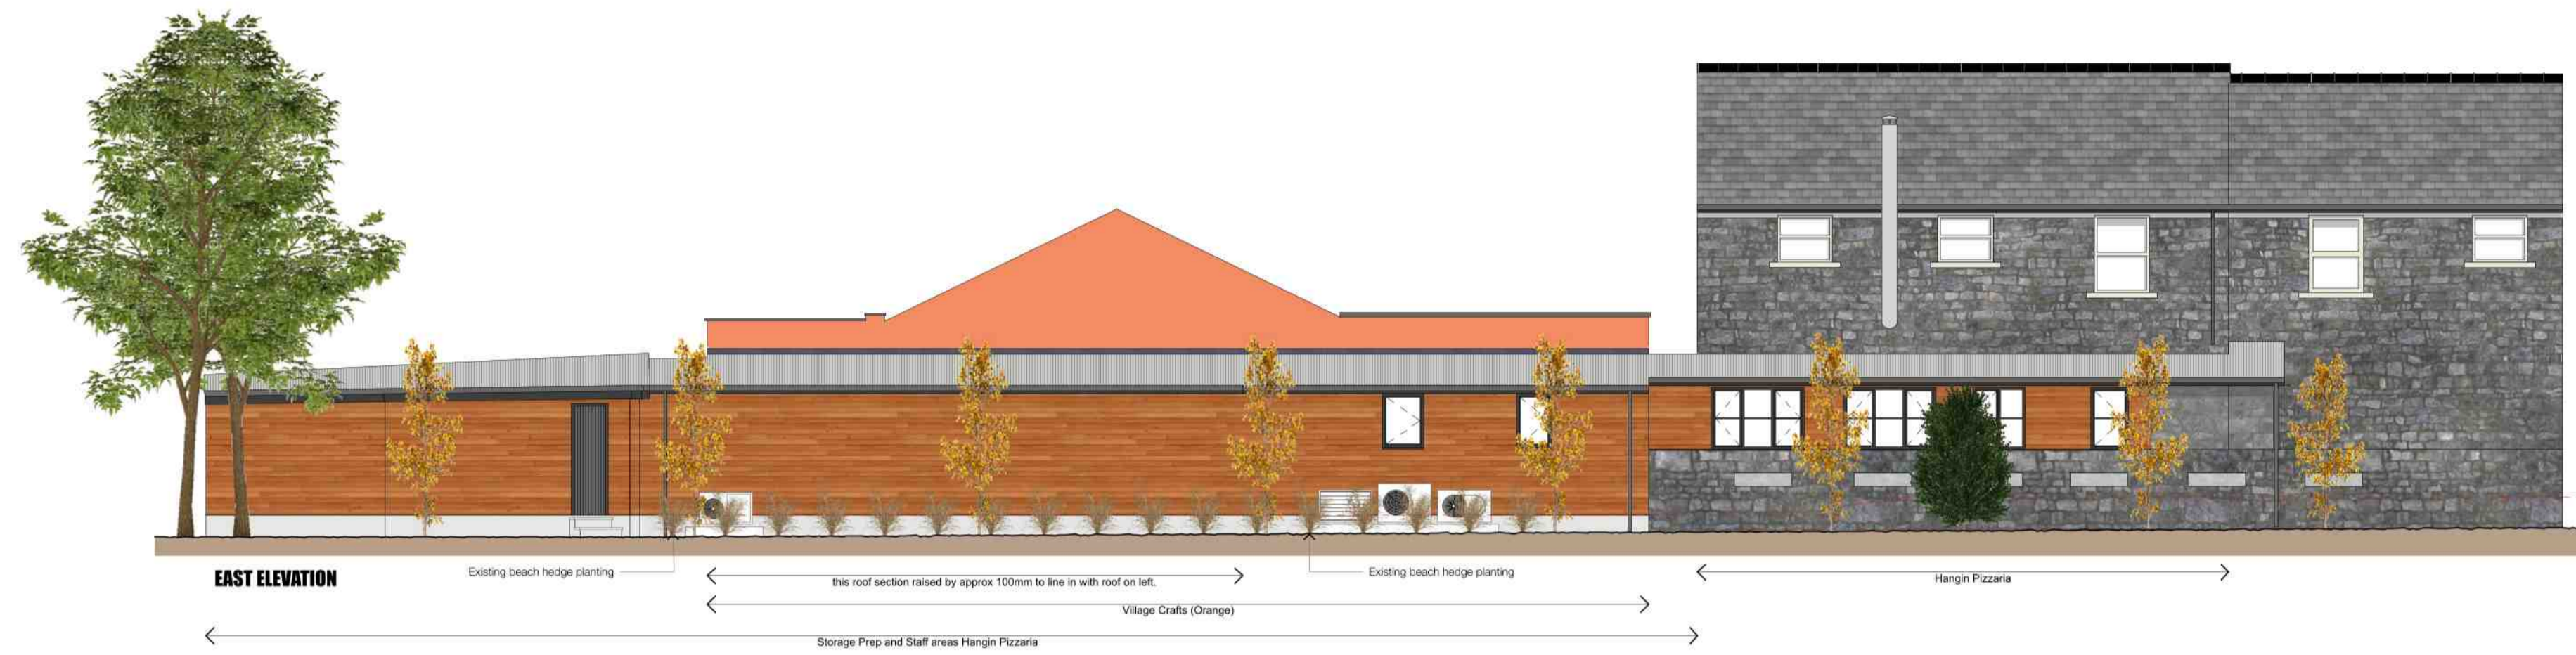 EAST ELEVATION
Existing beach hedge planting
this roof section raised by approx 100mm to line in with roof on left.
Existing beach hedge planting
Hangin Pizzaria
Village Crafts (Orange)
Storage Prep and Staff areas Hangin Pizzaria